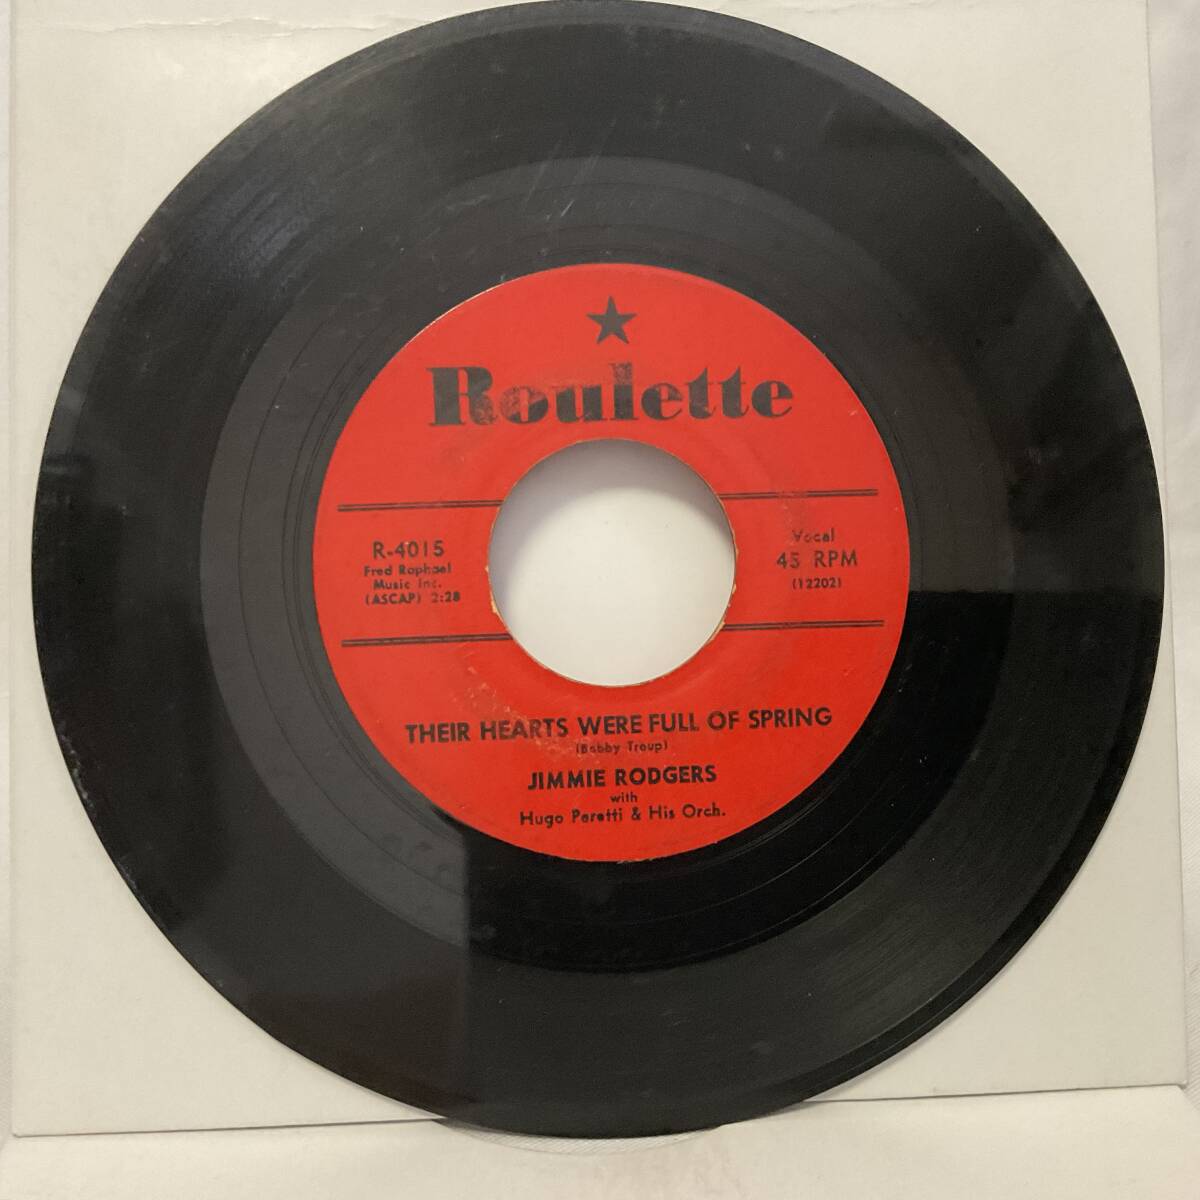 Roulette
R-4015
Fred Raphael
Music Inc.
(ASCAP) 2:28
Vocal
45 RPM
(12202)
THEIR HEARTS WERE FULL OF SPRING
(Bobby Troup)
JIMMIE RODGERS
with
Hugo Peretti & His Orch.